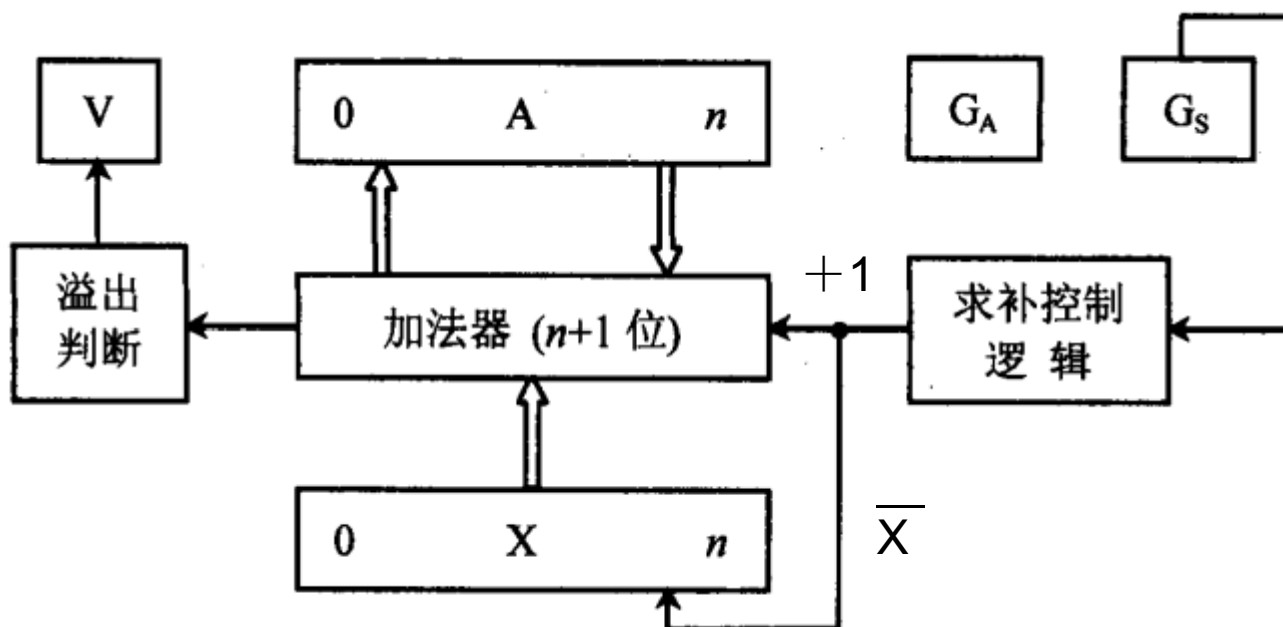 V
0 A n
G_A
G_S
溢出
判断
加法器 (n+1 位)
+1
求补控制
逻 辑
0 X n
X̅